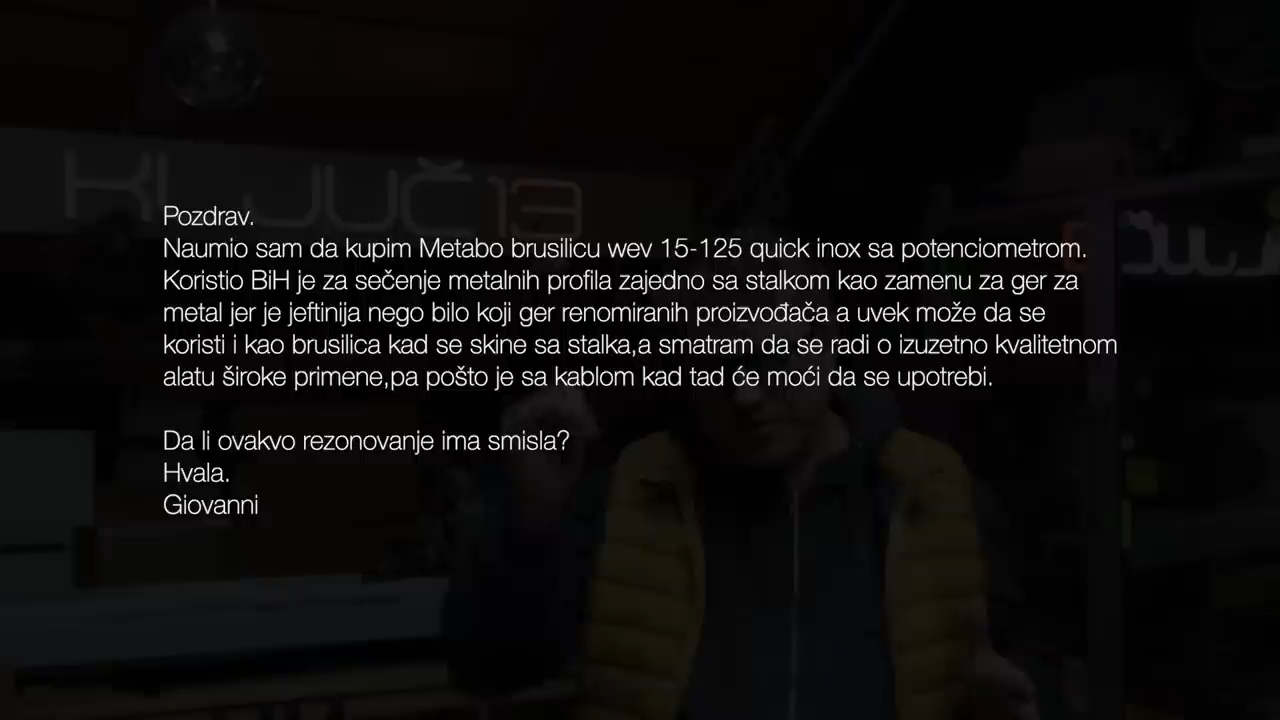 KLJUČ 13
Pozdrav.
Naumio sam da kupim Metabo brusilicu wev 15-125 quick inox sa potenciometrom.
Koristio BiH je za sečenje metalnih profila zajedno sa stalkom kao zamenu za ger za
metal jer je jeftinija nego bilo koji ger renomiranih proizvođača a uvek može da se
koristi i kao brusilica kad se skine sa stalka,a smatram da se radi o izuzetno kvalitetnom
alatu široke primene,pa pošto je sa kablom kad tad će moći da se upotrebi.
Da li ovakvo rezonovanje ima smisla?
Hvala.
Giovanni